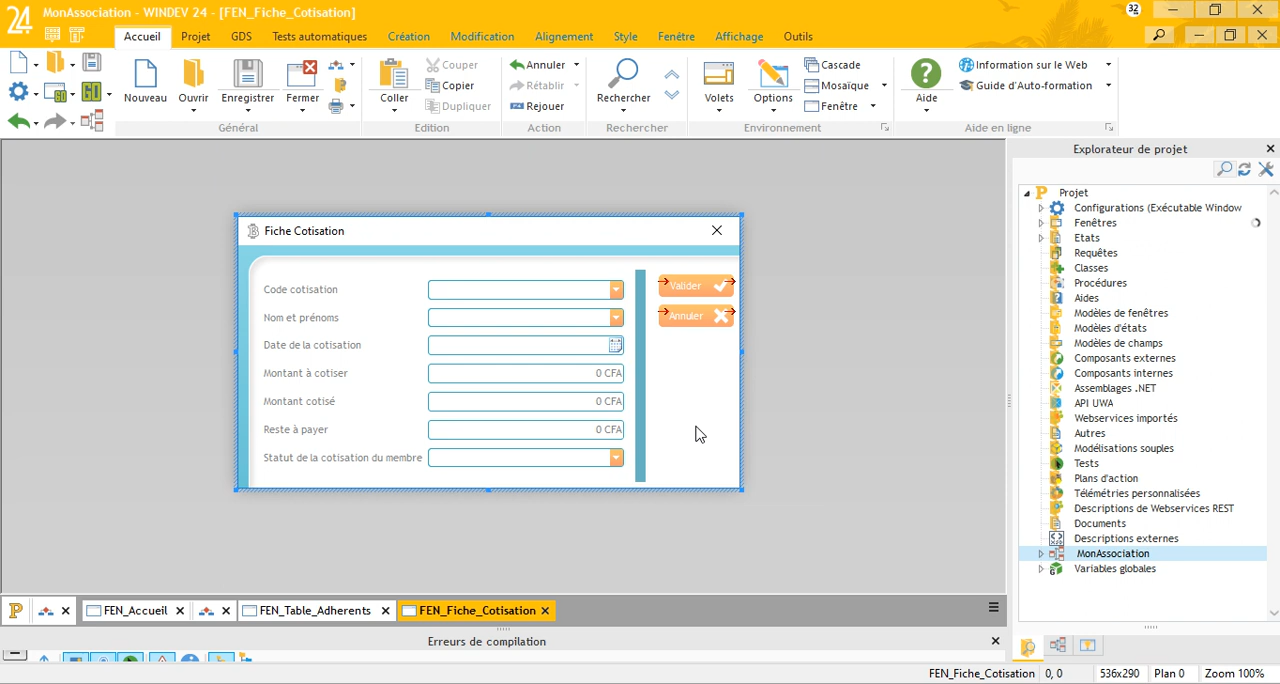 24 MonAssociation - WINDEV 24 - [FEN_Fiche_Cotisation] 32
Accueil Projet GDS Tests automatiques Création Modification Alignement Style Fenêtre Affichage Outils
Nouveau Ouvrir Enregistrer Fermer
Général
Coller Couper Copier Dupliquer
Edition
Annuler Rétablir Rejouer
Action
Rechercher
Rechercher
Volets Options Cascade Mosaïque Fenêtre
Environnement
Aide Information sur le Web Guide d'Auto-formation
Aide en ligne
Fiche Cotisation
Code cotisation
Nom et prénoms
Date de la cotisation
Montant à cotiser 0 CFA
Montant cotisé 0 CFA
Reste à payer 0 CFA
Statut de la cotisation du membre
Valider
Annuler
Explorateur de projet
Projet
Configurations (Exécutable Window
Fenêtres
Etats
Requêtes
Classes
Procédures
Aides
Modèles de fenêtres
Modèles d'états
Modèles de champs
Composants externes
Composants internes
Assemblages .NET
API UWA
Webservices importés
Autres
Modélisations souples
Tests
Plans d'action
Télémétries personnalisées
Descriptions de Webservices REST
Documents
Descriptions externes
MonAssociation
Variables globales
FEN_Accueil FEN_Table_Adherents FEN_Fiche_Cotisation
Erreurs de compilation
FEN_Fiche_Cotisation 0, 0 536x290 Plan 0 Zoom 100%